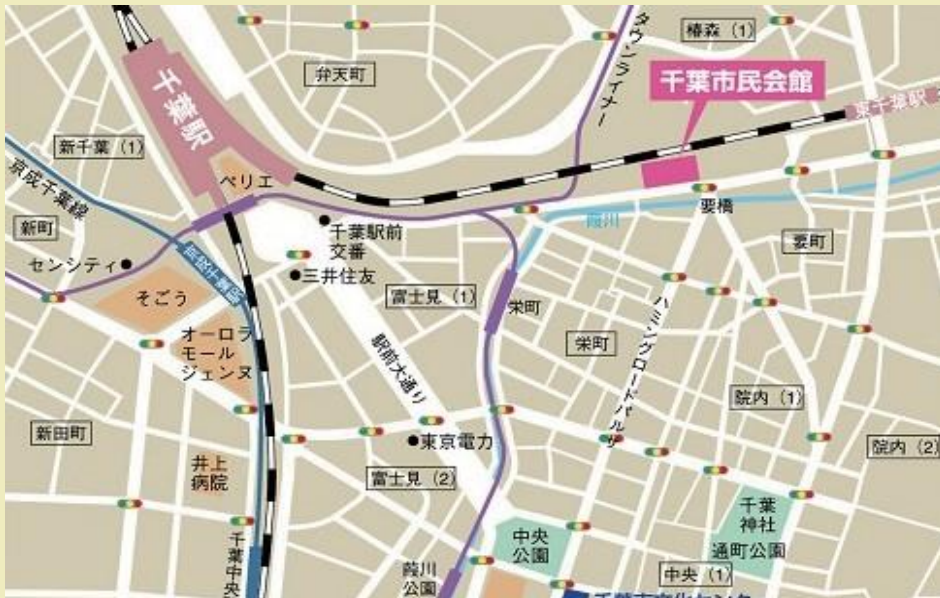 椿森 (1)
タウンライナー
弁天町
千葉市民会館
千葉駅
東千葉駅
新千葉 (1)
ペリエ
京成千葉線
要橋
葭川
新町
千葉駅前
交番
要町
センシティ
京成千葉駅
三井住友
そごう
富士見 (1)
栄町
オーロラ
モール
ジェンヌ
駅前大通り
栄町
ハミングロードパルサ
院内 (1)
新田町
東京電力
院内 (2)
井上
病院
富士見 (2)
千葉
神社
通町公園
中央
公園
千葉中央
葭川
公園
中央 (1)